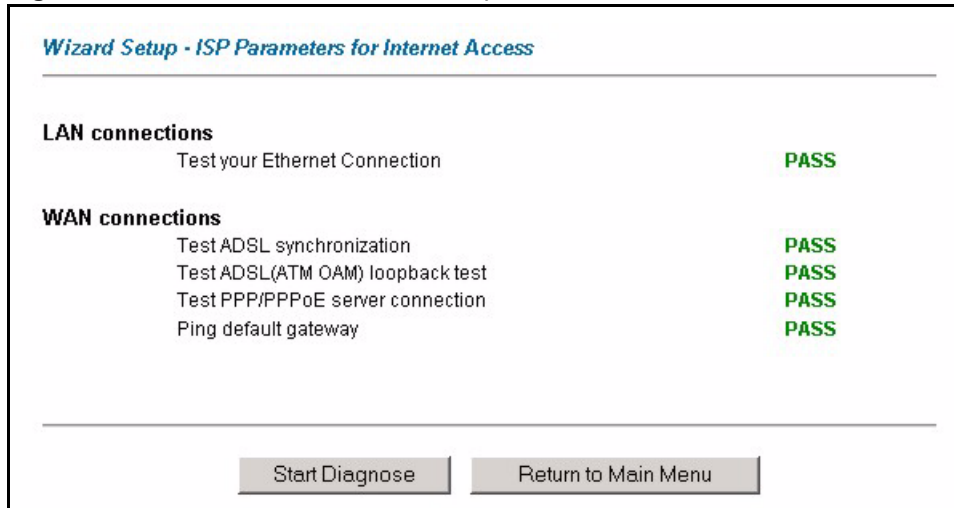 Wizard Setup - ISP Parameters for Internet Access
LAN connections
Test your Ethernet Connection PASS
WAN connections
Test ADSL synchronization PASS
Test ADSL(ATM OAM) loopback test PASS
Test PPP/PPPoE server connection PASS
Ping default gateway PASS
Start Diagnose Return to Main Menu